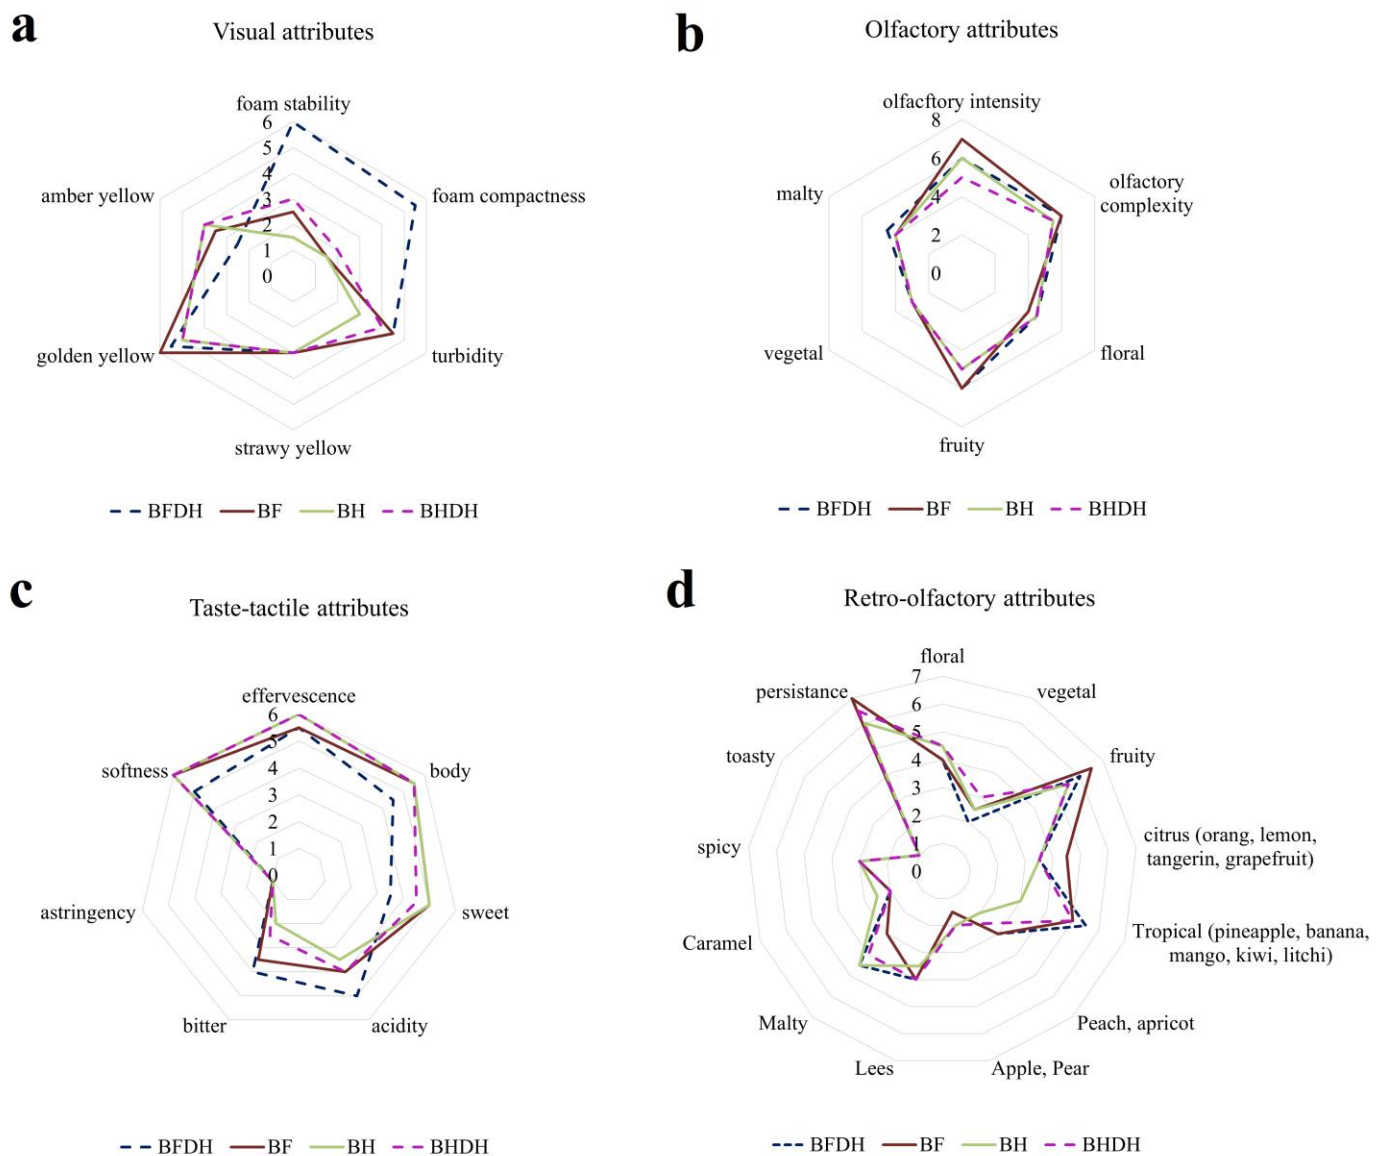 a
Visual attributes
foam stability
6
5
4
3
2
1
0
amber yellow
foam compactness
golden yellow
turbidity
strawy yellow
BFDH BF BH BHDH
b
Olfactory attributes
olfacftory intensity
8
6
4
2
0
malty
olfactory
complexity
vegetal
floral
fruity
BFDH BF BH BHDH
c
Taste-tactile attributes
effervescence
6
5
4
3
2
1
0
softness
body
astringency
sweet
bitter
acidity
BFDH BF BH BHDH
d
Retro-olfactory attributes
floral
7
6
5
4
3
2
1
0
persistance
vegetal
toasty
fruity
spicy
citrus (orang, lemon,
tangerin, grapefruit)
Caramel
Tropical (pineapple, banana,
mango, kiwi, litchi)
Malty
Peach, apricot
Lees
Apple, Pear
BFDH BF BH BHDH